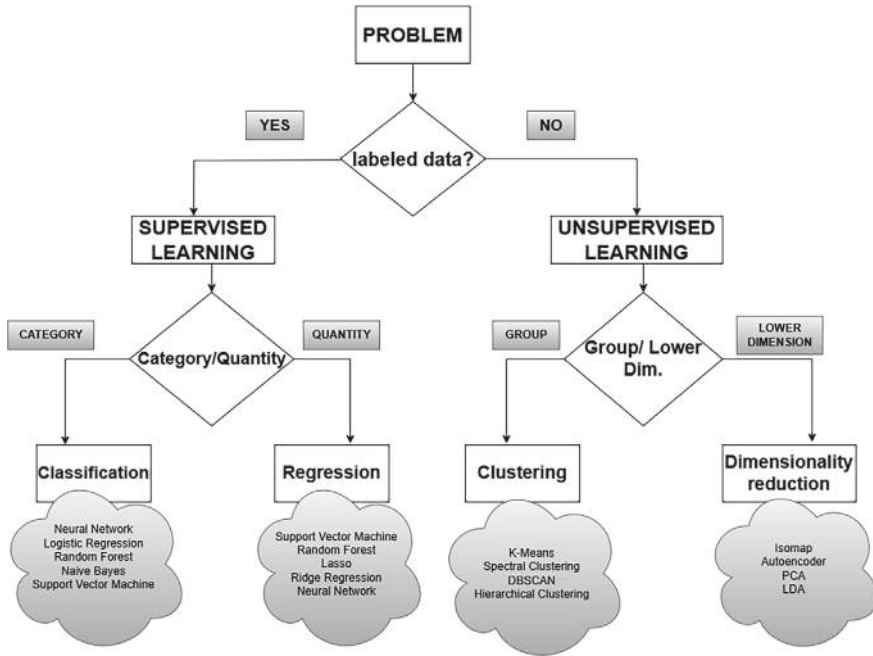 PROBLEM
YES
NO
labeled data?
SUPERVISED
LEARNING
UNSUPERVISED
LEARNING
CATEGORY
QUANTITY
GROUP
LOWER
DIMENSION
Category/Quantity
Group/ Lower
Dim.
Classification
Regression
Clustering
Dimensionality
reduction
Neural Network
Logistic Regression
Random Forest
Naive Bayes
Support Vector Machine
Support Vector Machine
Random Forest
Lasso
Ridge Regression
Neural Network
K-Means
Spectral Clustering
DBSCAN
Hierarchical Clustering
Isomap
Autoencoder
PCA
LDA